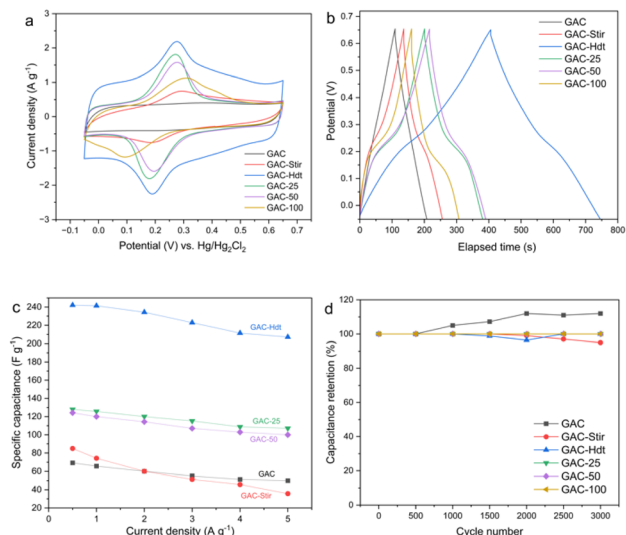 a
3
2
1
0
−1
−2
−3
−0.1 0.0 0.1 0.2 0.3 0.4 0.5 0.6 0.7
Current density (A g-1)
Potential (V) vs. Hg/Hg2Cl2
GAC
GAC-Stir
GAC-Hdt
GAC-25
GAC-50
GAC-100
b
0.7
0.6
0.5
0.4
0.3
0.2
0.1
0.0
0 100 200 300 400 500 600 700 800
Potential (V)
Elapsed time (s)
GAC
GAC-Stir
GAC-Hdt
GAC-25
GAC-50
GAC-100
c
240
220
200
180
160
140
120
100
80
60
40
20
0 1 2 3 4 5
Specific capacitance (F g-1)
Current density (A g-1)
GAC-Hdt
GAC-25
GAC-50
GAC
GAC-Stir
d
120
100
80
60
40
20
0
0 500 1000 1500 2000 2500 3000
Capacitance retention (%)
Cycle number
GAC
GAC-Stir
GAC-Hdt
GAC-25
GAC-50
GAC-100